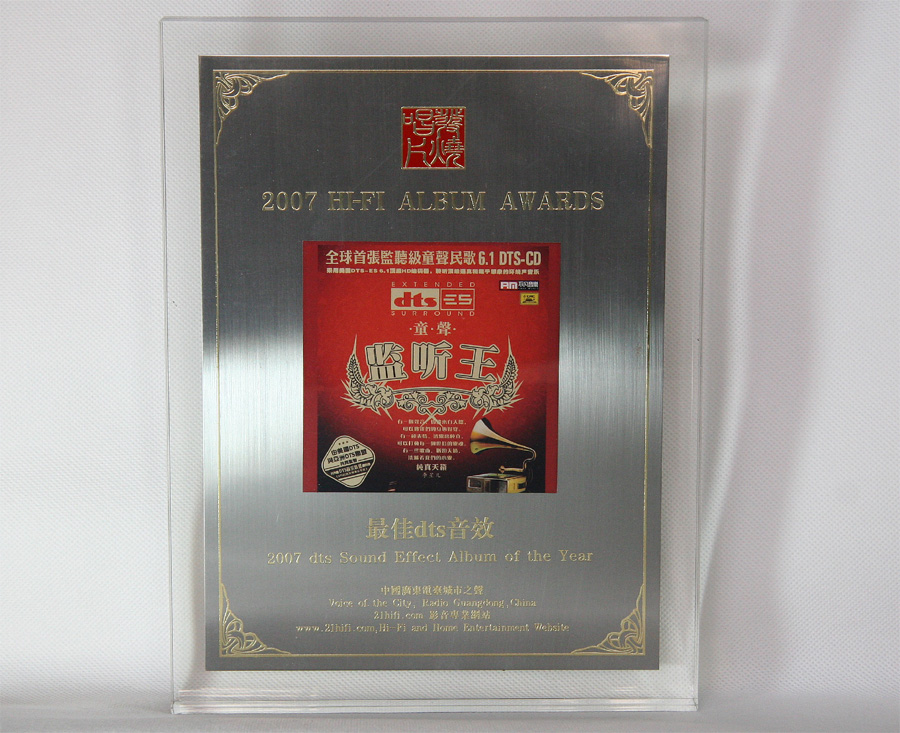 發燒唱片
2007 HI-FI ALBUM AWARDS
全球首張監聽級童聲民歌6.1 DTS-CD
EXTENDED
dts ES
SURROUND
·童·聲·
监听王
純真天籟
最佳dts音效
2007 dts Sound Effect Album of the Year
中國廣東電臺城市之聲
Voice of the City, Radio Guangdong,China
21hifi.com 影音專業網站
www.21hifi.com,Hi-Fi and Home Entertainment Website